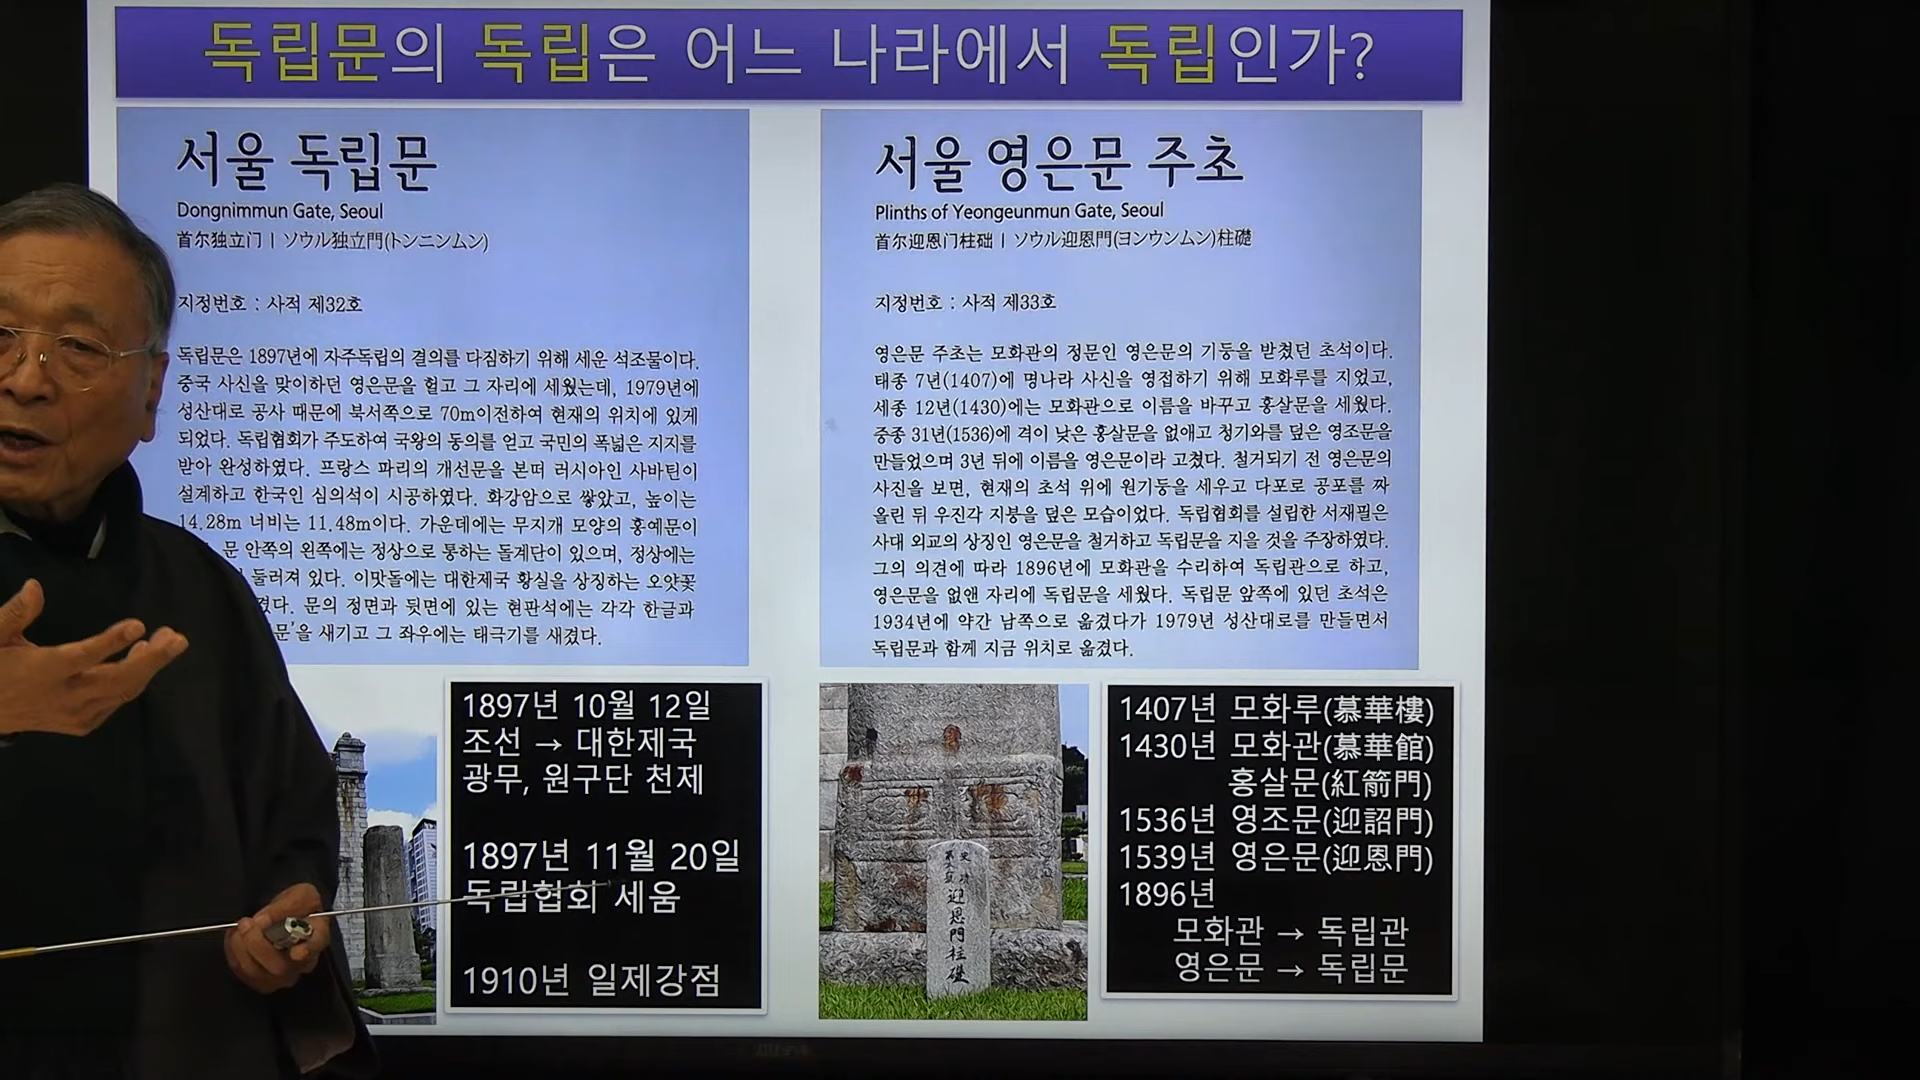 독립문의 독립은 어느 나라에서 독립인가?
서울 독립문
Dongnimmun Gate, Seoul
首尔独立门 | ソウル独立門(トンニンムン)
지정번호 : 사적 제32호
독립문은 1897년에 자주독립의 결의를 다짐하기 위해 세운 석조물이다.
중국 사신을 맞이하던 영은문을 헐고 그 자리에 세웠는데, 1979년에
성산대로 공사 때문에 북서쪽으로 70m이전하여 현재의 위치에 있게
되었다. 독립협회가 주도하여 국왕의 동의를 얻고 국민의 폭넓은 지지를
받아 완성하였다. 프랑스 파리의 개선문을 본떠 러시아인 사바틴이
설계하고 한국인 심의석이 시공하였다. 화강암으로 쌓았고, 높이는
14.28m 너비는 11.48m이다. 가운데에는 무지개 모양의 홍예문이
문 안쪽의 왼쪽에는 정상으로 통하는 돌계단이 있으며, 정상에는
둘러져 있다. 이맛돌에는 대한제국 황실을 상징하는 오얏꽃
겼다. 문의 정면과 뒷면에 있는 현판석에는 각각 한글과
문'을 새기고 그 좌우에는 태극기를 새겼다.
1897년 10월 12일
조선 → 대한제국
광무, 원구단 천제
1897년 11월 20일
독립협회 세움
1910년 일제강점
서울 영은문 주초
Plinths of Yeongeunmun Gate, Seoul
首尔迎恩门柱础 | ソウル迎恩門(ヨンウンムン)柱礎
지정번호 : 사적 제33호
영은문 주초는 모화관의 정문인 영은문의 기둥을 받쳤던 초석이다.
태종 7년(1407)에 명나라 사신을 영접하기 위해 모화루를 지었고,
세종 12년(1430)에는 모화관으로 이름을 바꾸고 홍살문을 세웠다.
중종 31년(1536)에 격이 낮은 홍살문을 없애고 청기와를 덮은 영조문을
만들었으며 3년 뒤에 이름을 영은문이라 고쳤다. 철거되기 전 영은문의
사진을 보면, 현재의 초석 위에 원기둥을 세우고 다포로 공포를 짜
올린 뒤 우진각 지붕을 덮은 모습이었다. 독립협회를 설립한 서재필은
사대 외교의 상징인 영은문을 철거하고 독립문을 지을 것을 주장하였다.
그의 의견에 따라 1896년에 모화관을 수리하여 독립관으로 하고,
영은문을 없앤 자리에 독립문을 세웠다. 독립문 앞쪽에 있던 초석은
1934년에 약간 남쪽으로 옮겼다가 1979년 성산대로를 만들면서
독립문과 함께 지금 위치로 옮겼다.
迎恩門柱礎
1407년 모화루(慕華樓)
1430년 모화관(慕華館)
홍살문(紅箭門)
1536년 영조문(迎詔門)
1539년 영은문(迎恩門)
1896년
모화관 → 독립관
영은문 → 독립문